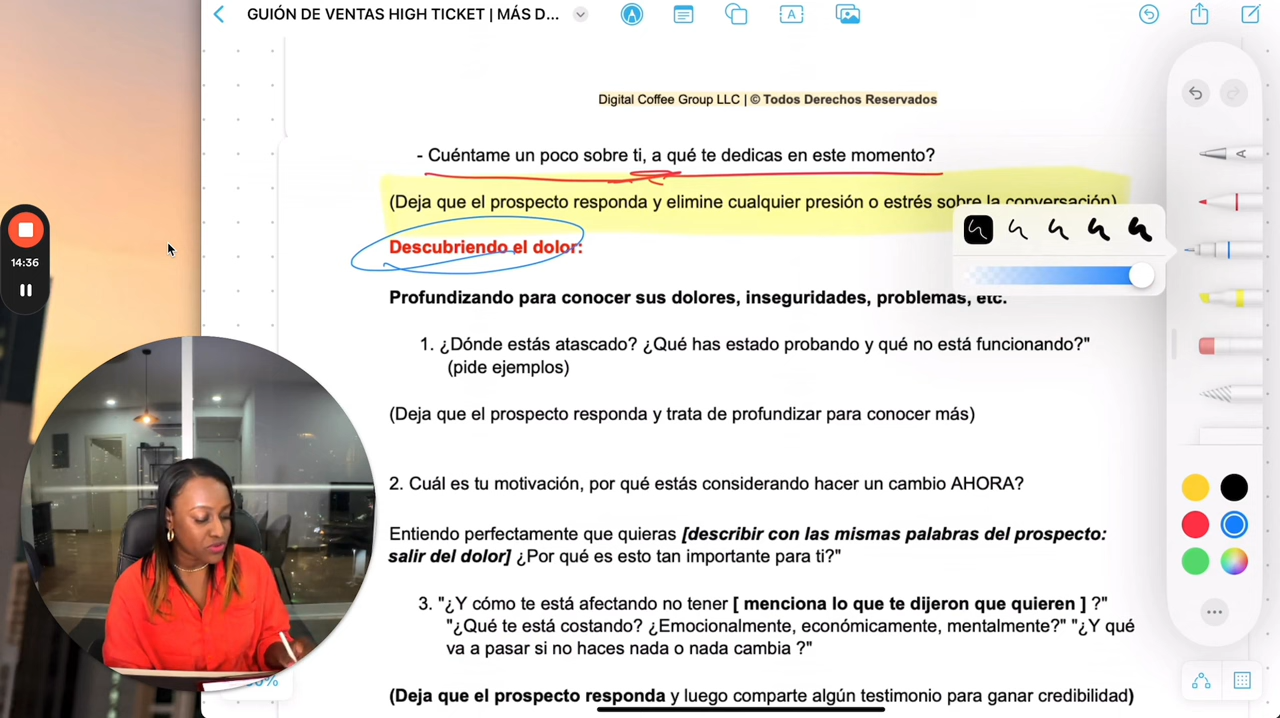 GUIÓN DE VENTAS HIGH TICKET | MÁS D...
A
Digital Coffee Group LLC | © Todos Derechos Reservados
- Cuéntame un poco sobre ti, a qué te dedicas en este momento?
(Deja que el prospecto responda y elimine cualquier presión o estrés sobre la conversación)
Descubriendo el dolor:
Profundizando para conocer sus dolores, inseguridades, problemas, etc.
1. ¿Dónde estás atascado? ¿Qué has estado probando y qué no está funcionando?"
(pide ejemplos)
(Deja que el prospecto responda y trata de profundizar para conocer más)
2. Cuál es tu motivación, por qué estás considerando hacer un cambio AHORA?
Entiendo perfectamente que quieras [describir con las mismas palabras del prospecto:
salir del dolor] ¿Por qué es esto tan importante para ti?"
3. "¿Y cómo te está afectando no tener [ menciona lo que te dijeron que quieren ] ?"
"¿Qué te está costando? ¿Emocionalmente, económicamente, mentalmente?" "¿Y qué
va a pasar si no haces nada o nada cambia ?"
(Deja que el prospecto responda y luego comparte algún testimonio para ganar credibilidad)
14:36
A